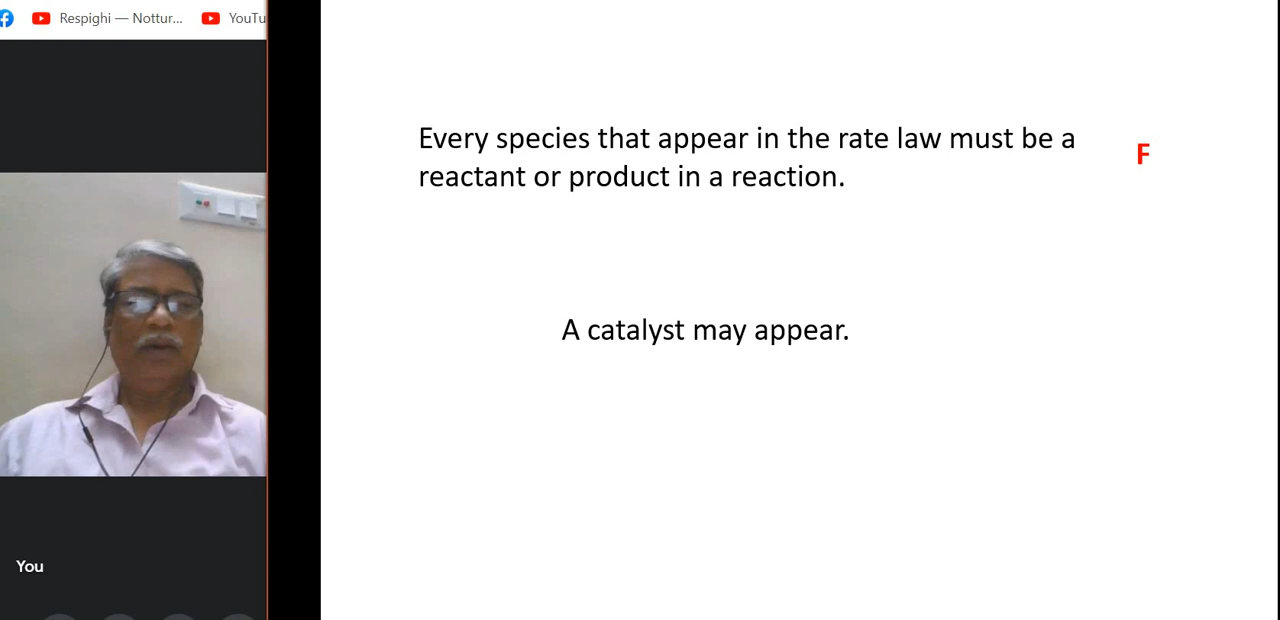 Respighi — Nottur...
YouTu
Every species that appear in the rate law must be a
reactant or product in a reaction.
F
A catalyst may appear.
You